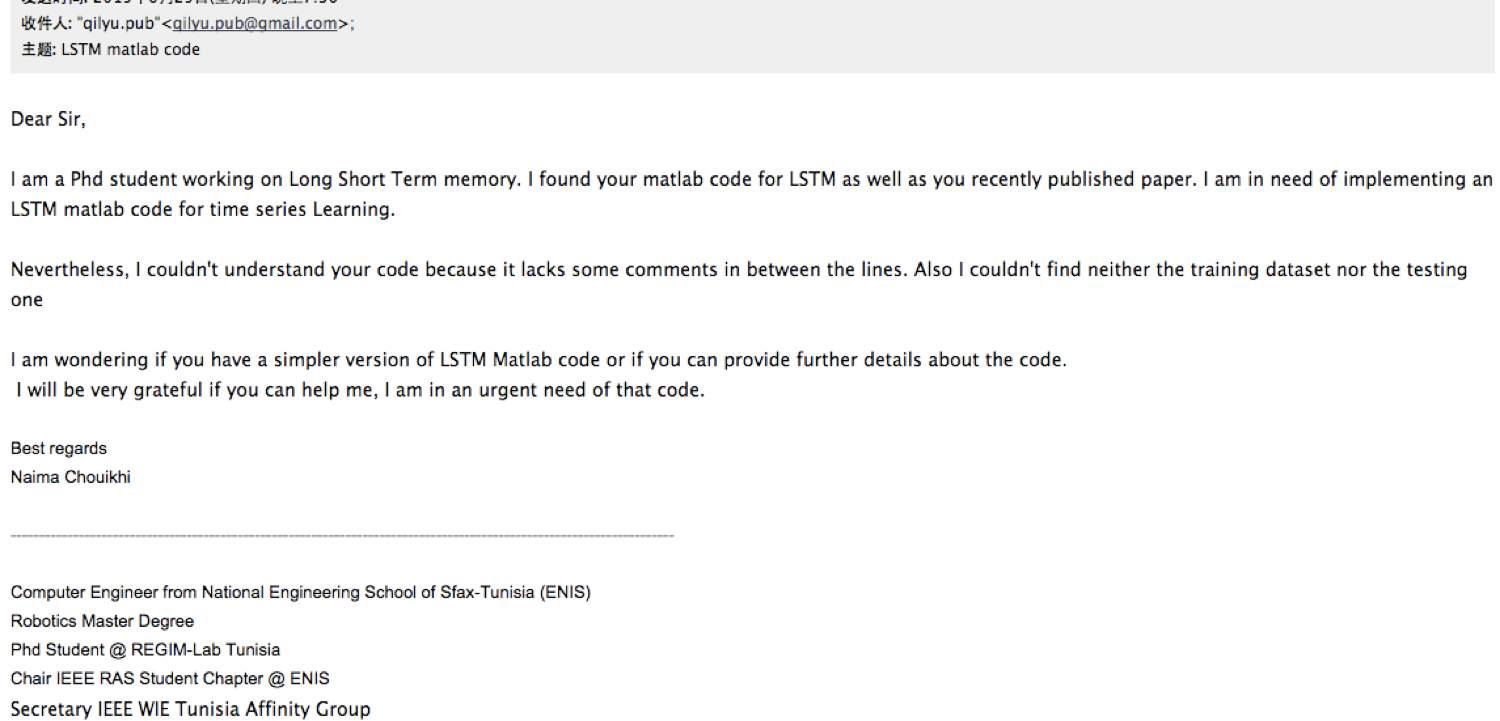 收件人: "qilyu.pub"<qilyu.pub@gmail.com>;
主题: LSTM matlab code
Dear Sir,
I am a Phd student working on Long Short Term memory. I found your matlab code for LSTM as well as you recently published paper. I am in need of implementing an
LSTM matlab code for time series Learning.
Nevertheless, I couldn't understand your code because it lacks some comments in between the lines. Also I couldn't find neither the training dataset nor the testing
one
I am wondering if you have a simpler version of LSTM Matlab code or if you can provide further details about the code.
I will be very grateful if you can help me, I am in an urgent need of that code.
Best regards
Naima Chouikhi
Computer Engineer from National Engineering School of Sfax-Tunisia (ENIS)
Robotics Master Degree
Phd Student @ REGIM-Lab Tunisia
Chair IEEE RAS Student Chapter @ ENIS
Secretary IEEE WIE Tunisia Affinity Group